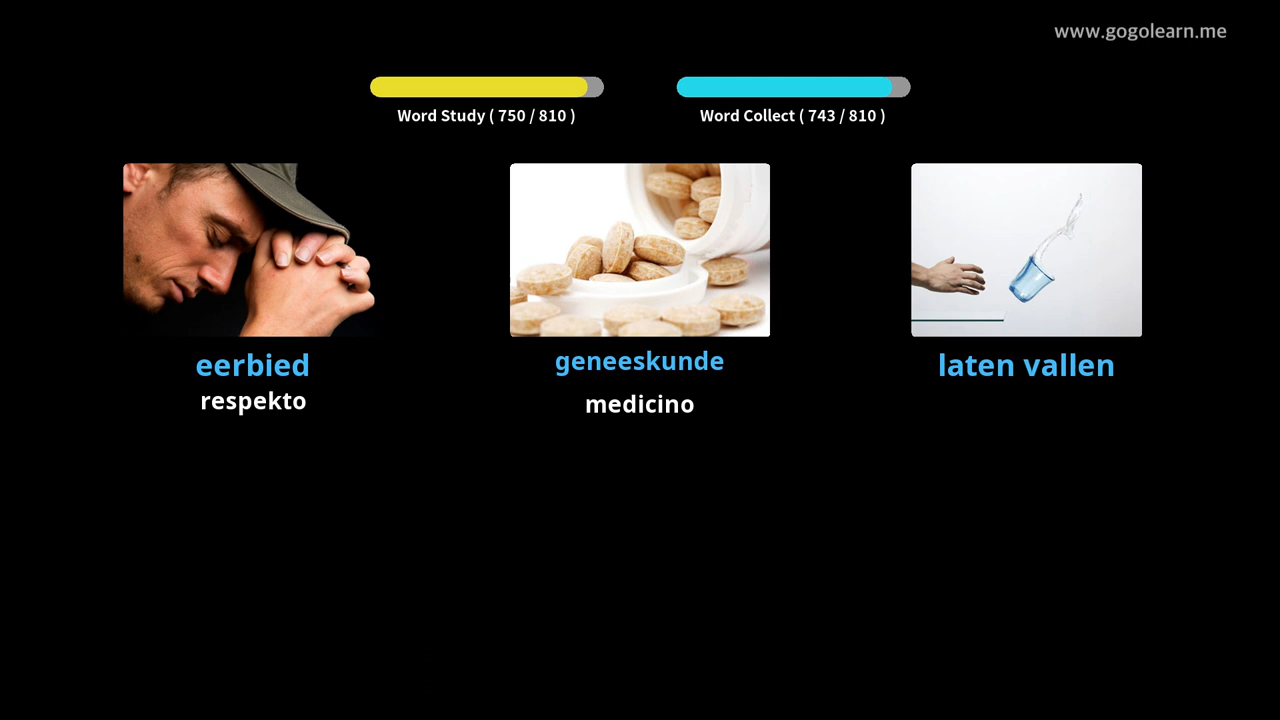 www.gogolearn.me
Word Study ( 750 / 810 )
Word Collect ( 743 / 810 )
eerbied
respekto
geneeskunde
medicino
laten vallen